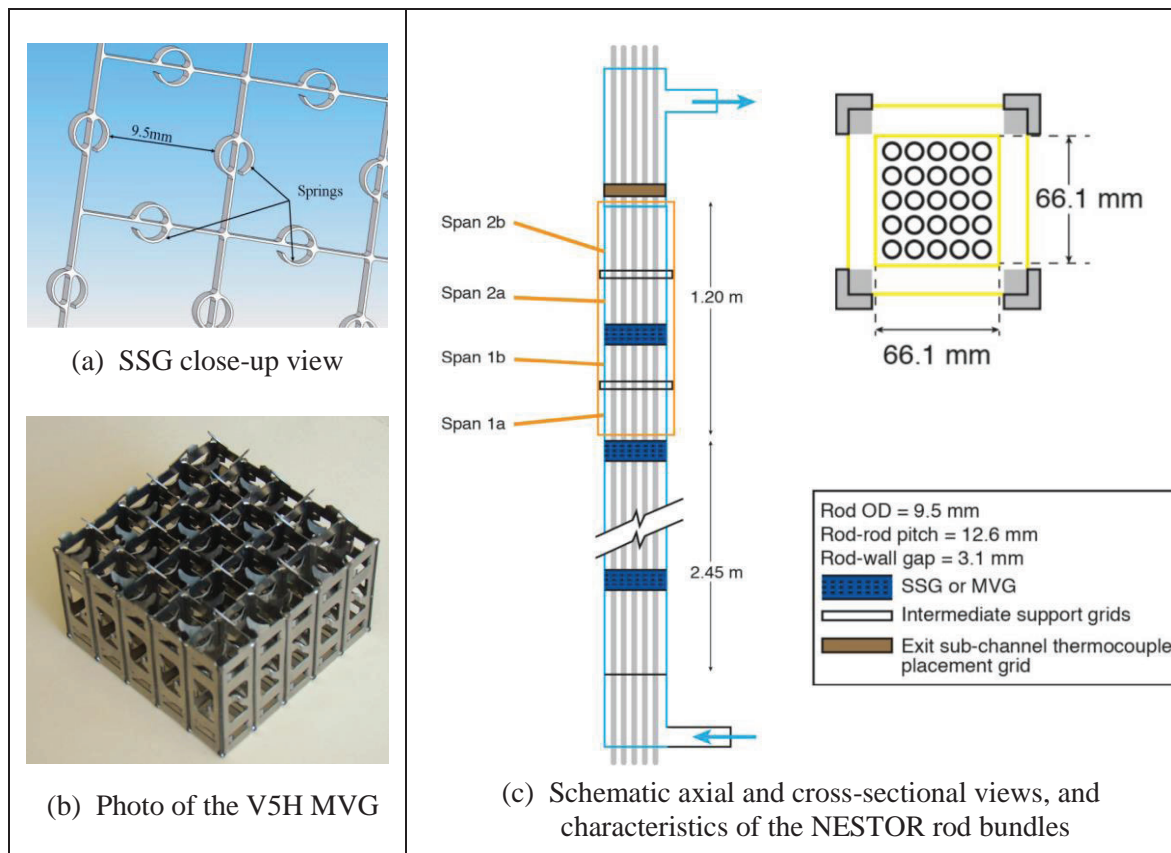 9.5mm
Springs
(a) SSG close-up view
(b) Photo of the V5H MVG
Span 2b
Span 2a
Span 1b
Span 1a
1.20 m
2.45 m
66.1 mm
66.1 mm
Rod OD = 9.5 mm
Rod-rod pitch = 12.6 mm
Rod-wall gap = 3.1 mm
SSG or MVG
Intermediate support grids
Exit sub-channel thermocouple
placement grid
(c) Schematic axial and cross-sectional views, and
characteristics of the NESTOR rod bundles